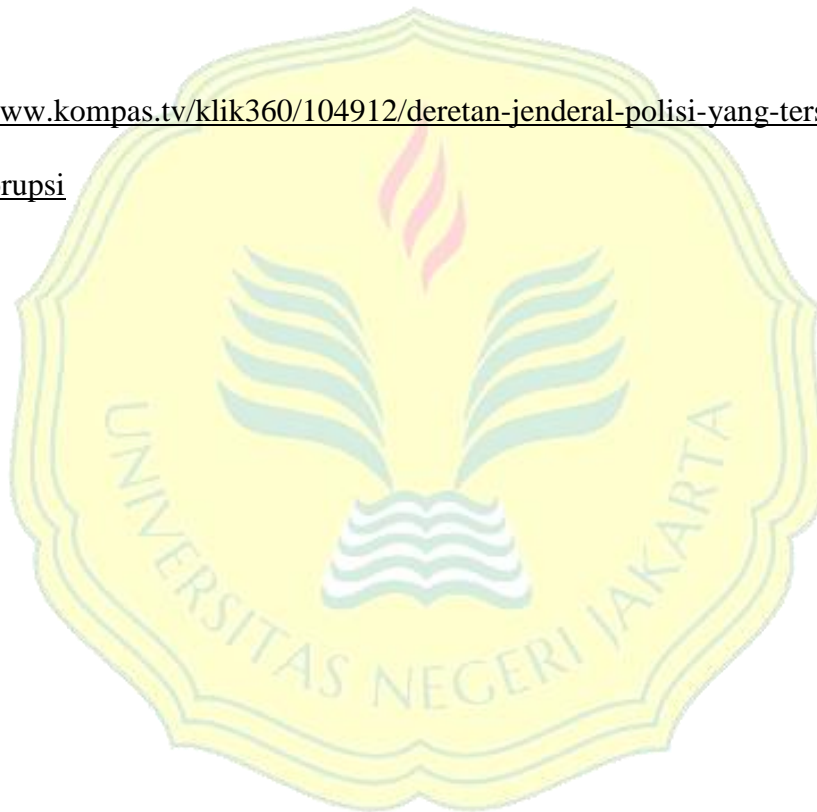 ww.kompas.tv/klik360/104912/deretan-jenderal-polisi-yang-ters
rupsi
UNIVERSITAS NEGERI JAKARTA